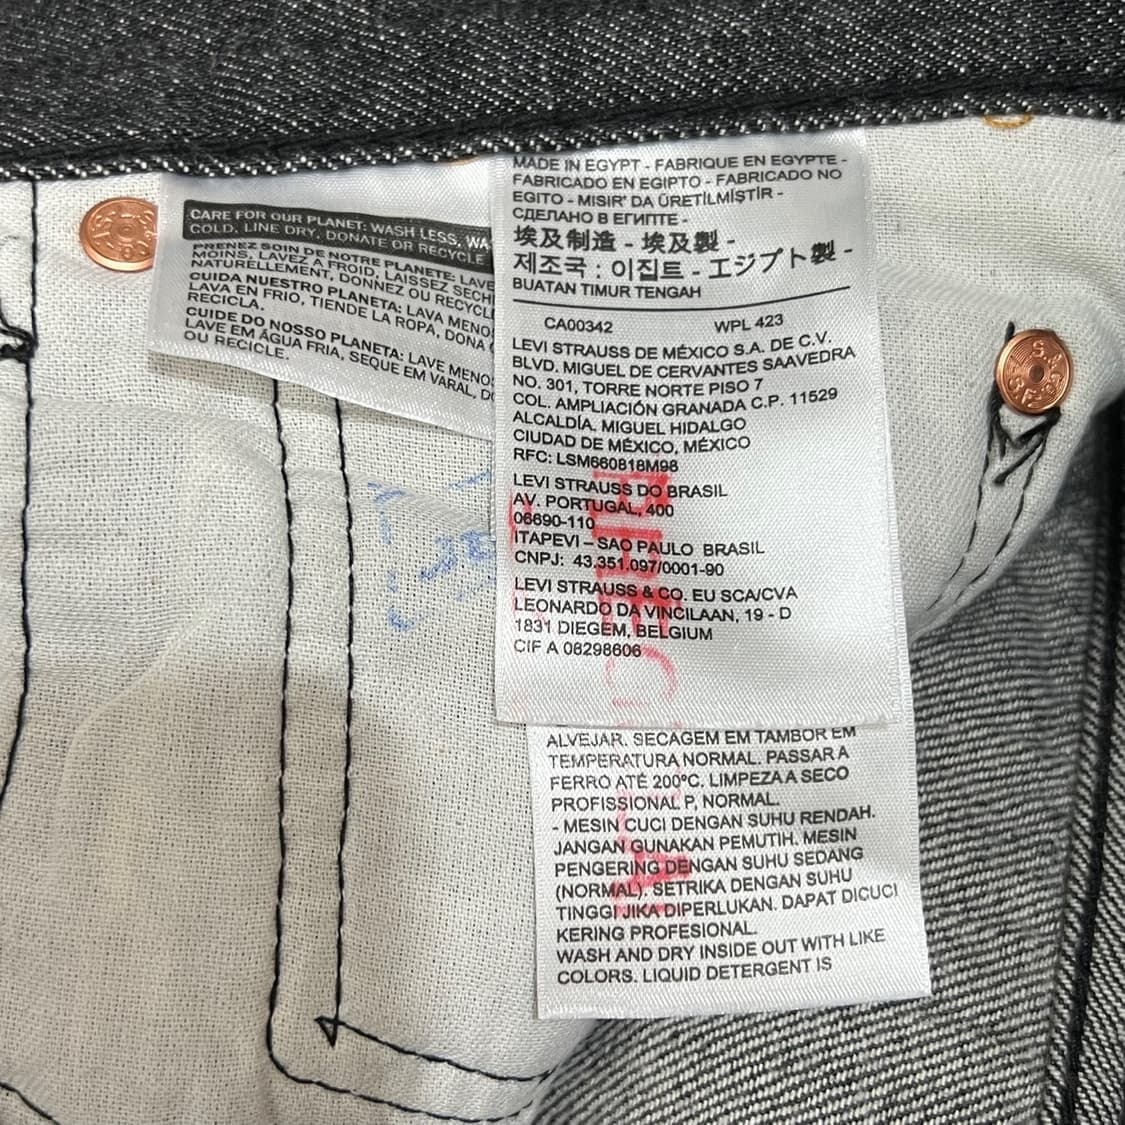 CARE FOR OUR PLANET: WASH LESS, WA
COLD, LINE DRY, DONATE OR RECYCLE
PRENEZ SOIN DE NOTRE PLANETE: LAVE
MOINS, LAVEZ A FROID, LAISSEZ SECH
NATURELLEMENT, DONNEZ OU RECYCL
CUIDA NUESTRO PLANETA: LAVA MENO
LAVA EN FRIO, TIENDE LA ROPA, DONA
RECICLA.
CUIDE DO NOSSO PLANETA: LAVE MENO
LAVE EM ÁGUA FRIA, SEQUE EM VARAL, D
OU RECICLE.
MADE IN EGYPT - FABRIQUE EN EGYPTE -
FABRICADO EN EGIPTO - FABRICADO NO
EGITO - MISIR' DA ÜRETİLMİŞTİR -
СДЕЛАНО В ЕГИПТЕ -
埃及制造 - 埃及製 -
제조국 : 이집트 - エジプト製 -
BUATAN TIMUR TENGAH
CA00342 WPL 423
LEVI STRAUSS DE MÉXICO S.A. DE C.V.
BLVD. MIGUEL DE CERVANTES SAAVEDRA
NO. 301, TORRE NORTE PISO 7
COL. AMPLIACIÓN GRANADA C.P. 11529
ALCALDÍA. MIGUEL HIDALGO
CIUDAD DE MÉXICO, MÉXICO
RFC: LSM660818M98
LEVI STRAUSS DO BRASIL
AV. PORTUGAL, 400
06690-110
ITAPEVI – SAO PAULO BRASIL
CNPJ: 43.351.097/0001-90
LEVI STRAUSS & CO. EU SCA/CVA
LEONARDO DA VINCILAAN, 19 - D
1831 DIEGEM, BELGIUM
CIF A 08298606
ALVEJAR. SECAGEM EM TAMBOR EM
TEMPERATURA NORMAL. PASSAR A
FERRO ATÉ 200ºC. LIMPEZA A SECO
PROFISSIONAL P, NORMAL.
- MESIN CUCI DENGAN SUHU RENDAH.
JANGAN GUNAKAN PEMUTIH. MESIN
PENGERING DENGAN SUHU SEDANG
(NORMAL). SETRIKA DENGAN SUHU
TINGGI JIKA DIPERLUKAN. DAPAT DICUCI
KERING PROFESIONAL.
WASH AND DRY INSIDE OUT WITH LIKE
COLORS. LIQUID DETERGENT IS